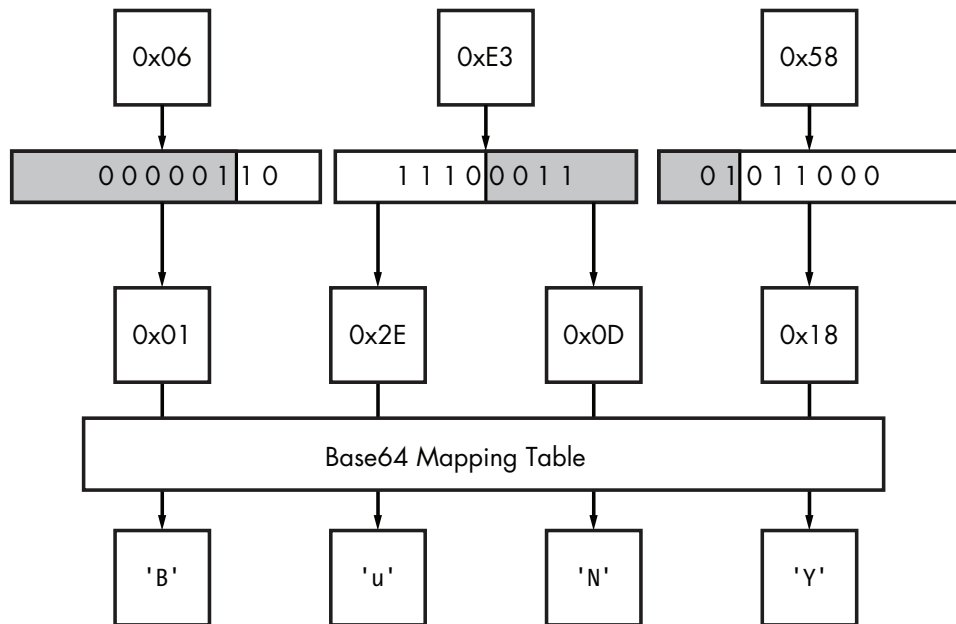 0x06 0xE3 0x58
0 0 0 0 0 1 1 0 1 1 1 0 0 0 1 1 0 1 0 1 1 0 0 0
0x01 0x2E 0x0D 0x18
Base64 Mapping Table
'B' 'u' 'N' 'Y'